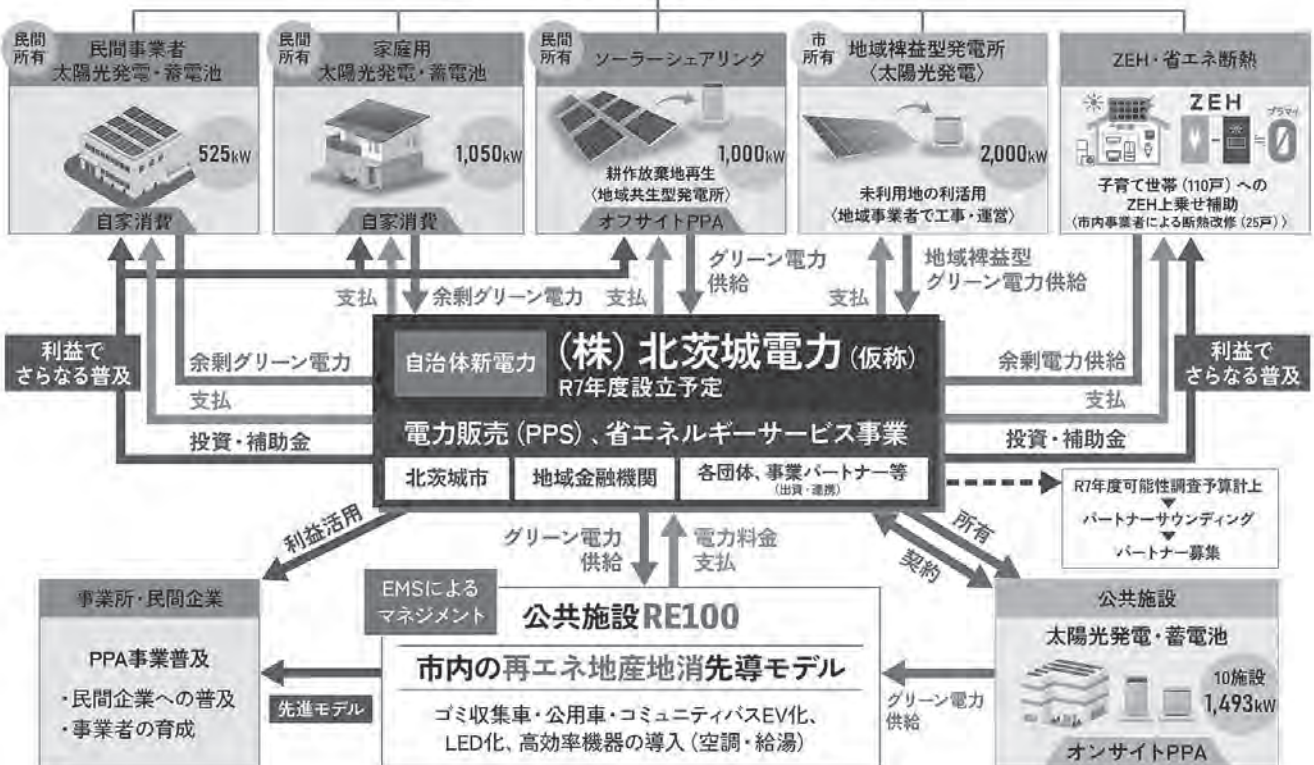 民間
所有
民間事業者
太陽光発電・蓄電池
525kW
自家消費
民間
所有
家庭用
太陽光発電・蓄電池
1,050kW
自家消費
民間
所有
ソーラーシェアリング
1,000kW
耕作放棄地再生
〈地域共生型発電所〉
オフサイトPPA
市
所有
地域裨益型発電所
〈太陽光発電〉
2,000kW
未利用地の利活用
〈地域事業者で工事・運営〉
ZEH・省エネ断熱
ZEH
プラマイ
0
子育て世帯(110戸)への
ZEH上乗せ補助
〈市内事業者による断熱改修(25戸)〉
支払
余剰グリーン電力
支払
グリーン電力
供給
支払
地域裨益型
グリーン電力供給
利益で
さらなる普及
余剰グリーン電力
支払
投資・補助金
自治体新電力
(株)北茨城電力(仮称)
R7年度設立予定
電力販売(PPS)、省エネルギーサービス事業
北茨城市
地域金融機関
各団体、事業パートナー等
(出資・連携)
余剰電力供給
支払
投資・補助金
利益で
さらなる普及
R7年度可能性調査予算計上
▼
パートナーサウンディング
▼
パートナー募集
利益活用
グリーン電力
供給
電力料金
支払
所有
契約
事業所・民間企業
PPA事業普及
・民間企業への普及
・事業者の育成
先進モデル
EMSによる
マネジメント
公共施設RE100
市内の再エネ地産地消先導モデル
ゴミ収集車・公用車・コミュニティバスEV化、
LED化、高効率機器の導入(空調・給湯)
グリーン電力
供給
公共施設
太陽光発電・蓄電池
10施設
1,493kW
オンサイトPPA